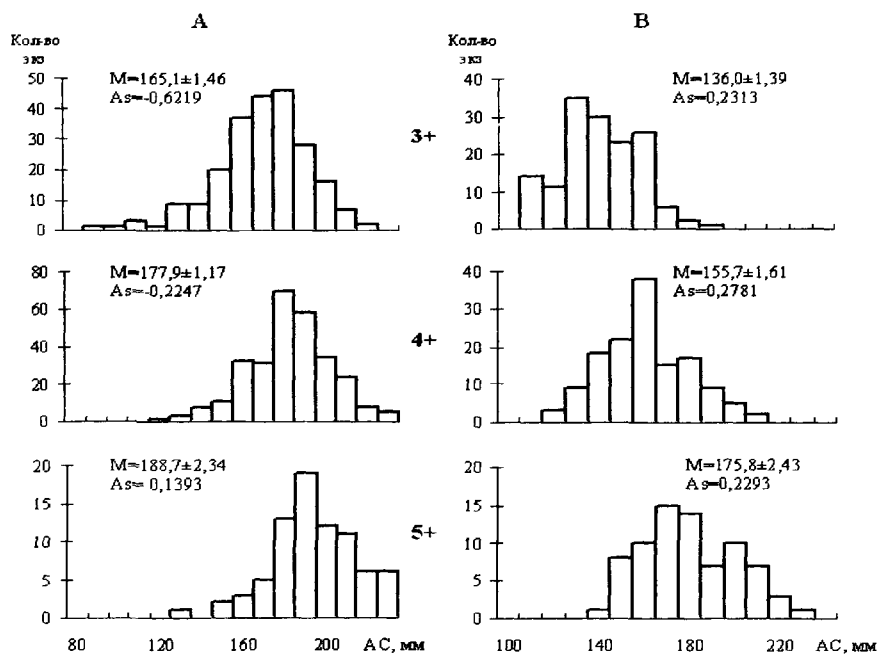 А
В
Кол-во
экз
Кол-во
экз
M=165,1±1,46
As=-0,6219
50
40
30
20
10
0
3+
M=136,0±1,39
As=0,2313
40
30
20
10
0
M=177,9±1,17
As=-0,2247
80
60
40
20
0
4+
M=155,7±1,61
As=0,2781
40
30
20
10
0
M=188,7±2,34
As= 0,1393
20
15
10
5
0
5+
M=175,8±2,43
As=0,2293
20
15
10
5
0
80 120 160 200 АС, мм
100 140 180 220 АС, мм